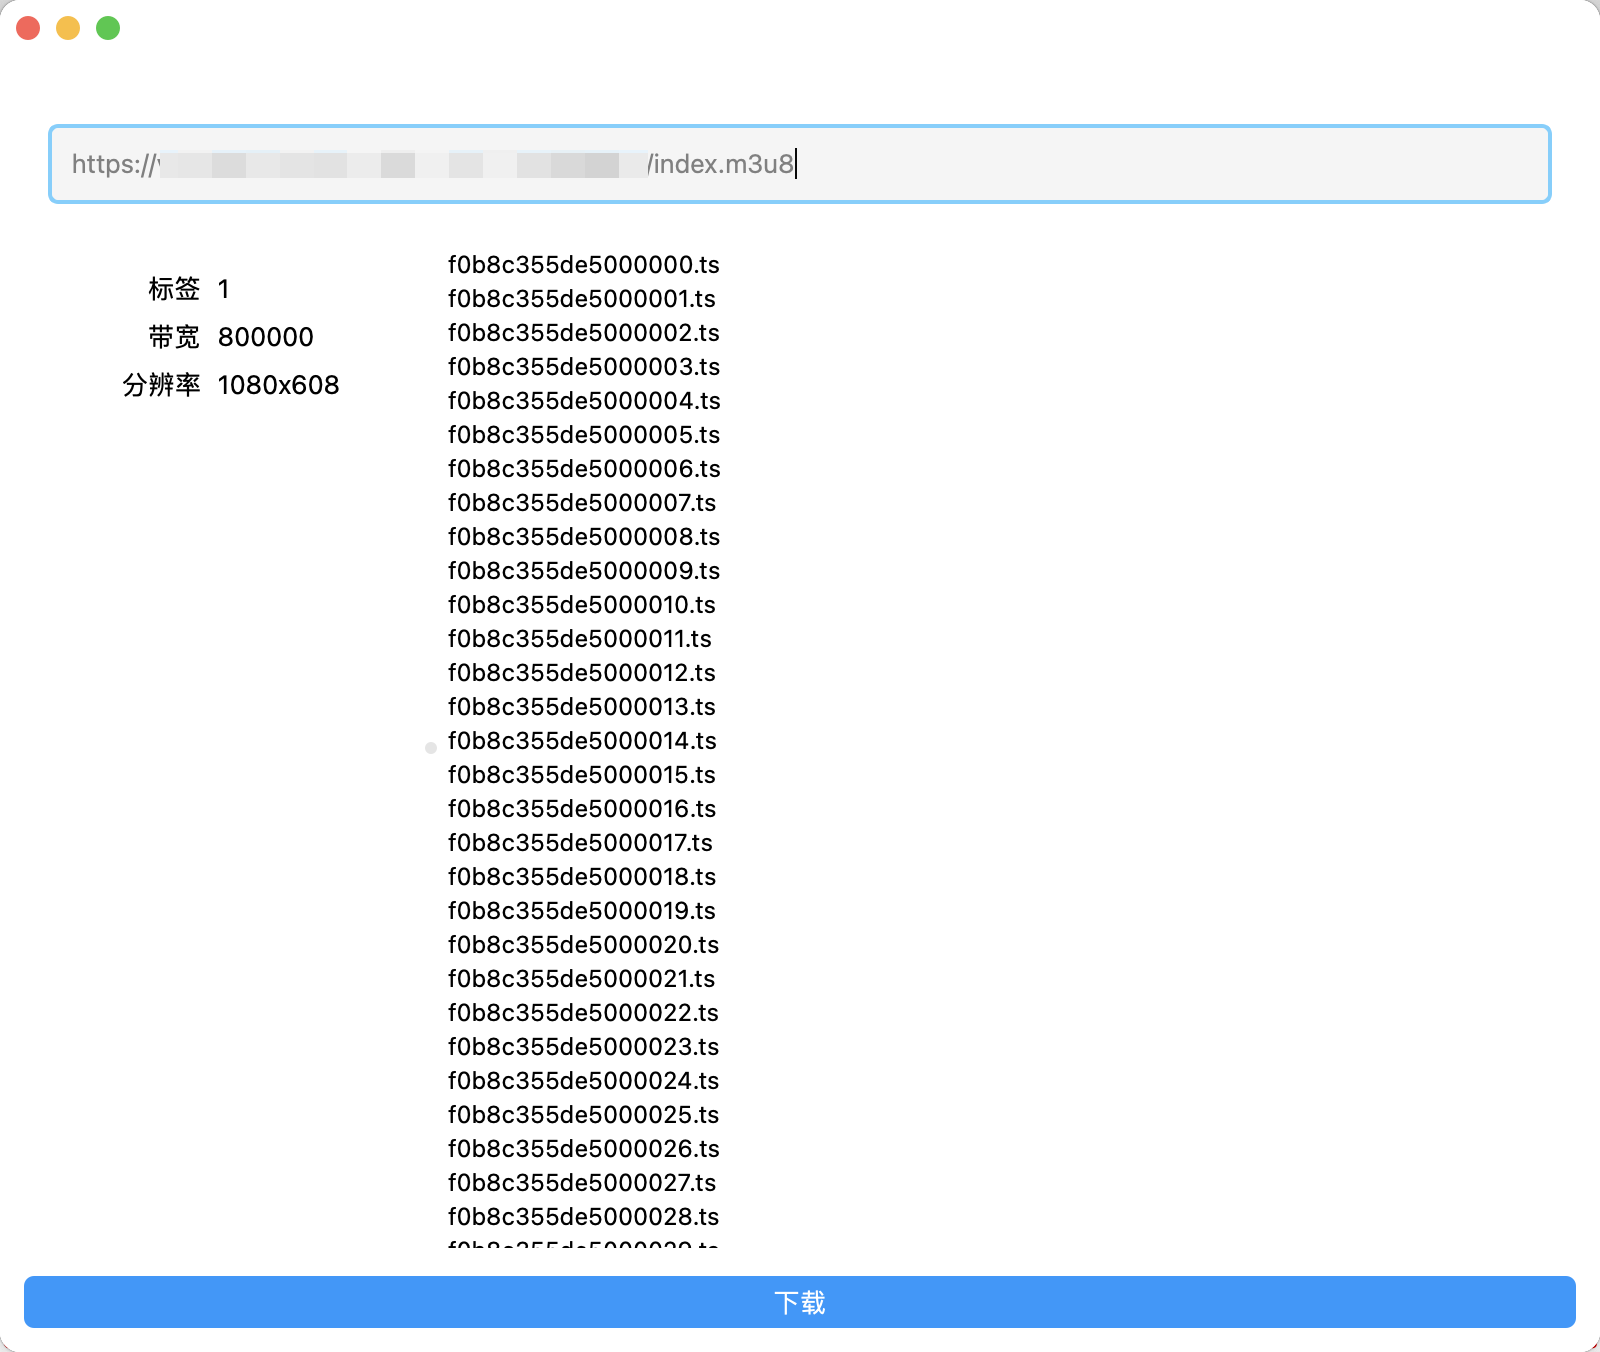 https:// /index.m3u8
标签 1
带宽 800000
分辨率 1080x608
f0b8c355de5000000.ts
f0b8c355de5000001.ts
f0b8c355de5000002.ts
f0b8c355de5000003.ts
f0b8c355de5000004.ts
f0b8c355de5000005.ts
f0b8c355de5000006.ts
f0b8c355de5000007.ts
f0b8c355de5000008.ts
f0b8c355de5000009.ts
f0b8c355de5000010.ts
f0b8c355de5000011.ts
f0b8c355de5000012.ts
f0b8c355de5000013.ts
f0b8c355de5000014.ts
f0b8c355de5000015.ts
f0b8c355de5000016.ts
f0b8c355de5000017.ts
f0b8c355de5000018.ts
f0b8c355de5000019.ts
f0b8c355de5000020.ts
f0b8c355de5000021.ts
f0b8c355de5000022.ts
f0b8c355de5000023.ts
f0b8c355de5000024.ts
f0b8c355de5000025.ts
f0b8c355de5000026.ts
f0b8c355de5000027.ts
f0b8c355de5000028.ts
下载